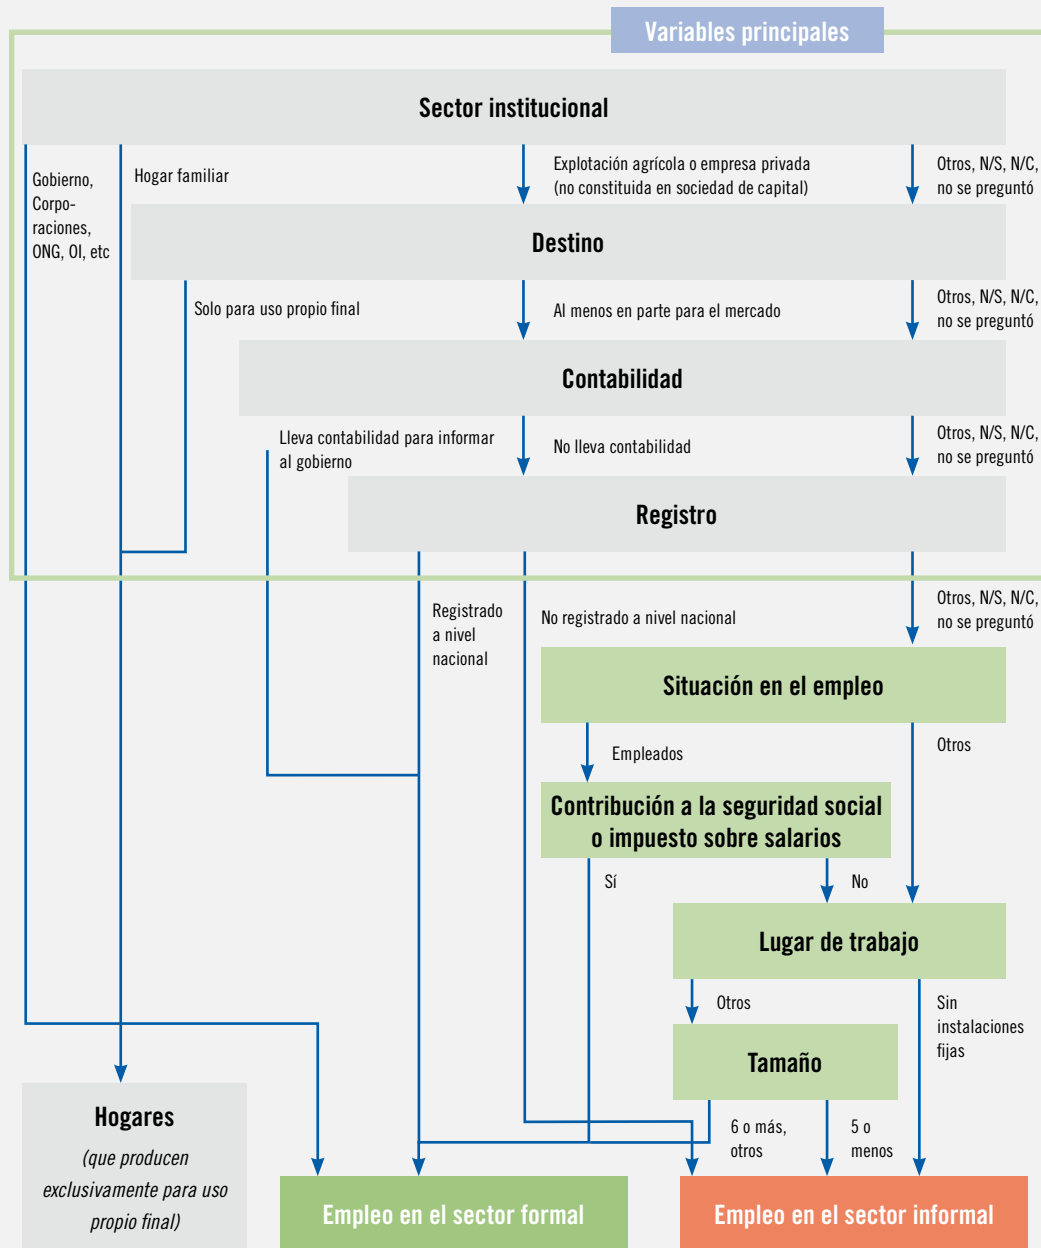 Variables principales
Sector institucional
Gobierno,
Corpo-
raciones,
ONG, OI, etc
Hogar familiar
Explotación agrícola o empresa privada
(no constituida en sociedad de capital)
Otros, N/S, N/C,
no se preguntó
Destino
Solo para uso propio final
Al menos en parte para el mercado
Otros, N/S, N/C,
no se preguntó
Contabilidad
Lleva contabilidad para informar
al gobierno
No lleva contabilidad
Otros, N/S, N/C,
no se preguntó
Registro
Registrado
a nivel
nacional
No registrado a nivel nacional
Otros, N/S, N/C,
no se preguntó
Situación en el empleo
Empleados
Otros
Contribución a la seguridad social
o impuesto sobre salarios
Sí
No
Lugar de trabajo
Otros
Sin
instalaciones
fijas
Tamaño
6 o más,
otros
5 o
menos
Hogares
(que producen
exclusivamente para uso
propio final)
Empleo en el sector formal
Empleo en el sector informal